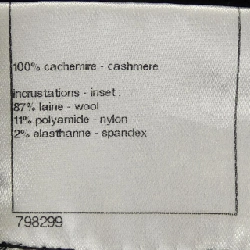 100% cachemire - cashmere
incrustations - inset :
87% laine - wool
11% polyamide - nylon
2% elasthanne - spandex
798299